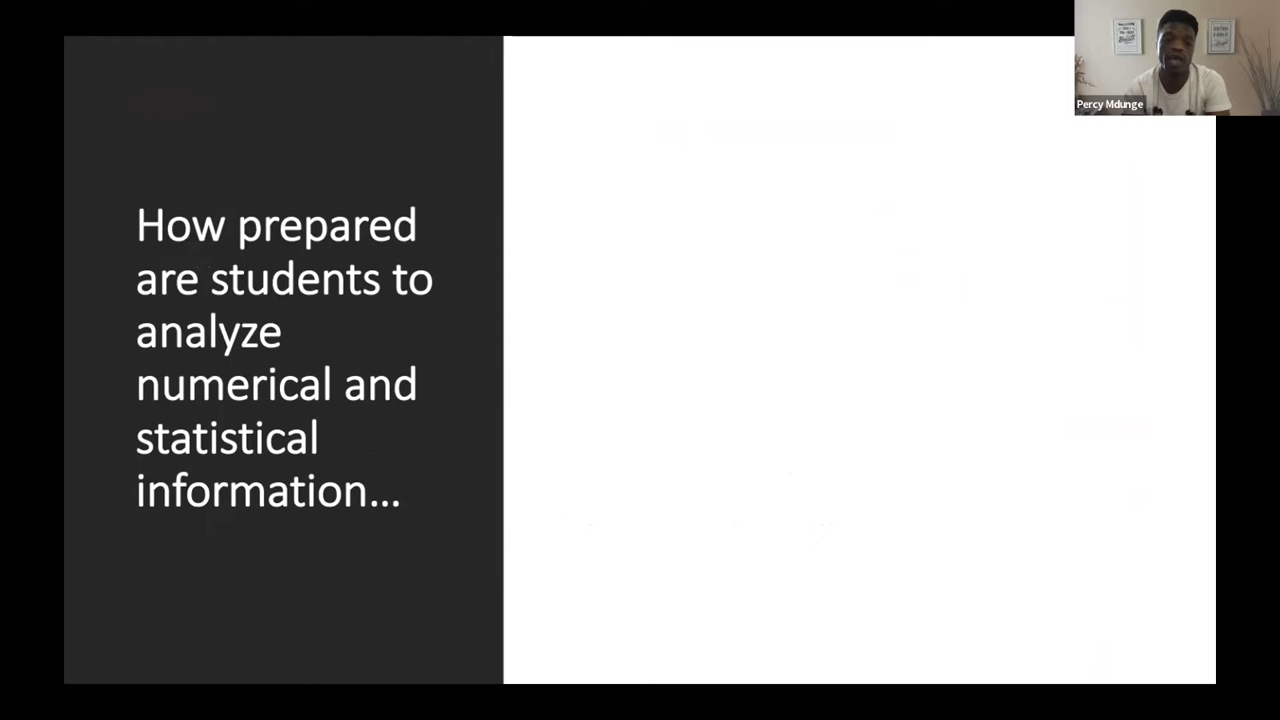 How prepared
are students to
analyze
numerical and
statistical
information...
Percy Mdunge